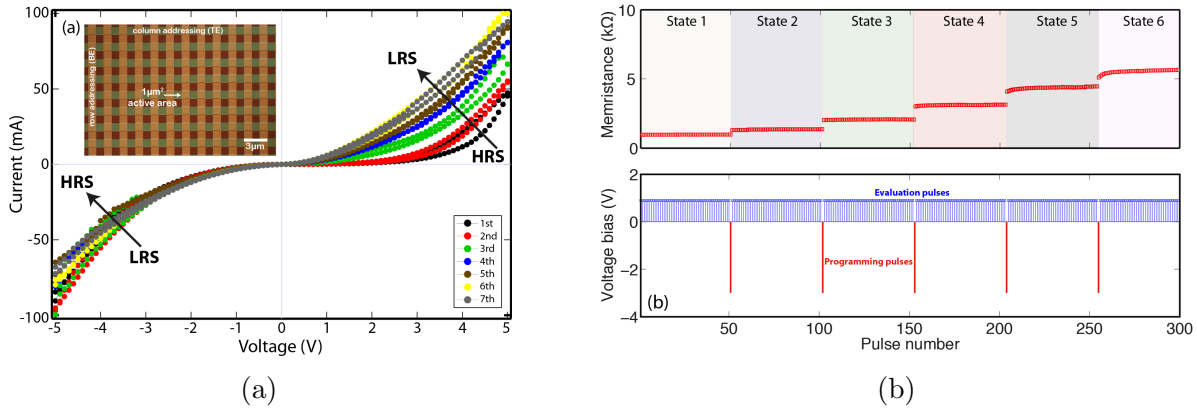 (a)
column addressing (TE)
row addressing (BE)
1μm²
active area
3μm
LRS
HRS
HRS
LRS
1st
2nd
3rd
4th
5th
6th
7th
Current (mA)
100
50
0
-50
-100
-5 -4 -3 -2 -1 0 1 2 3 4 5
Voltage (V)
(a)
State 1 State 2 State 3 State 4 State 5 State 6
Memristance (kΩ)
10
5
0
Evaluation pulses
Programming pulses
(b)
Voltage bias (V)
2
0
−2
−4
0 50 100 150 200 250 300
Pulse number
(b)